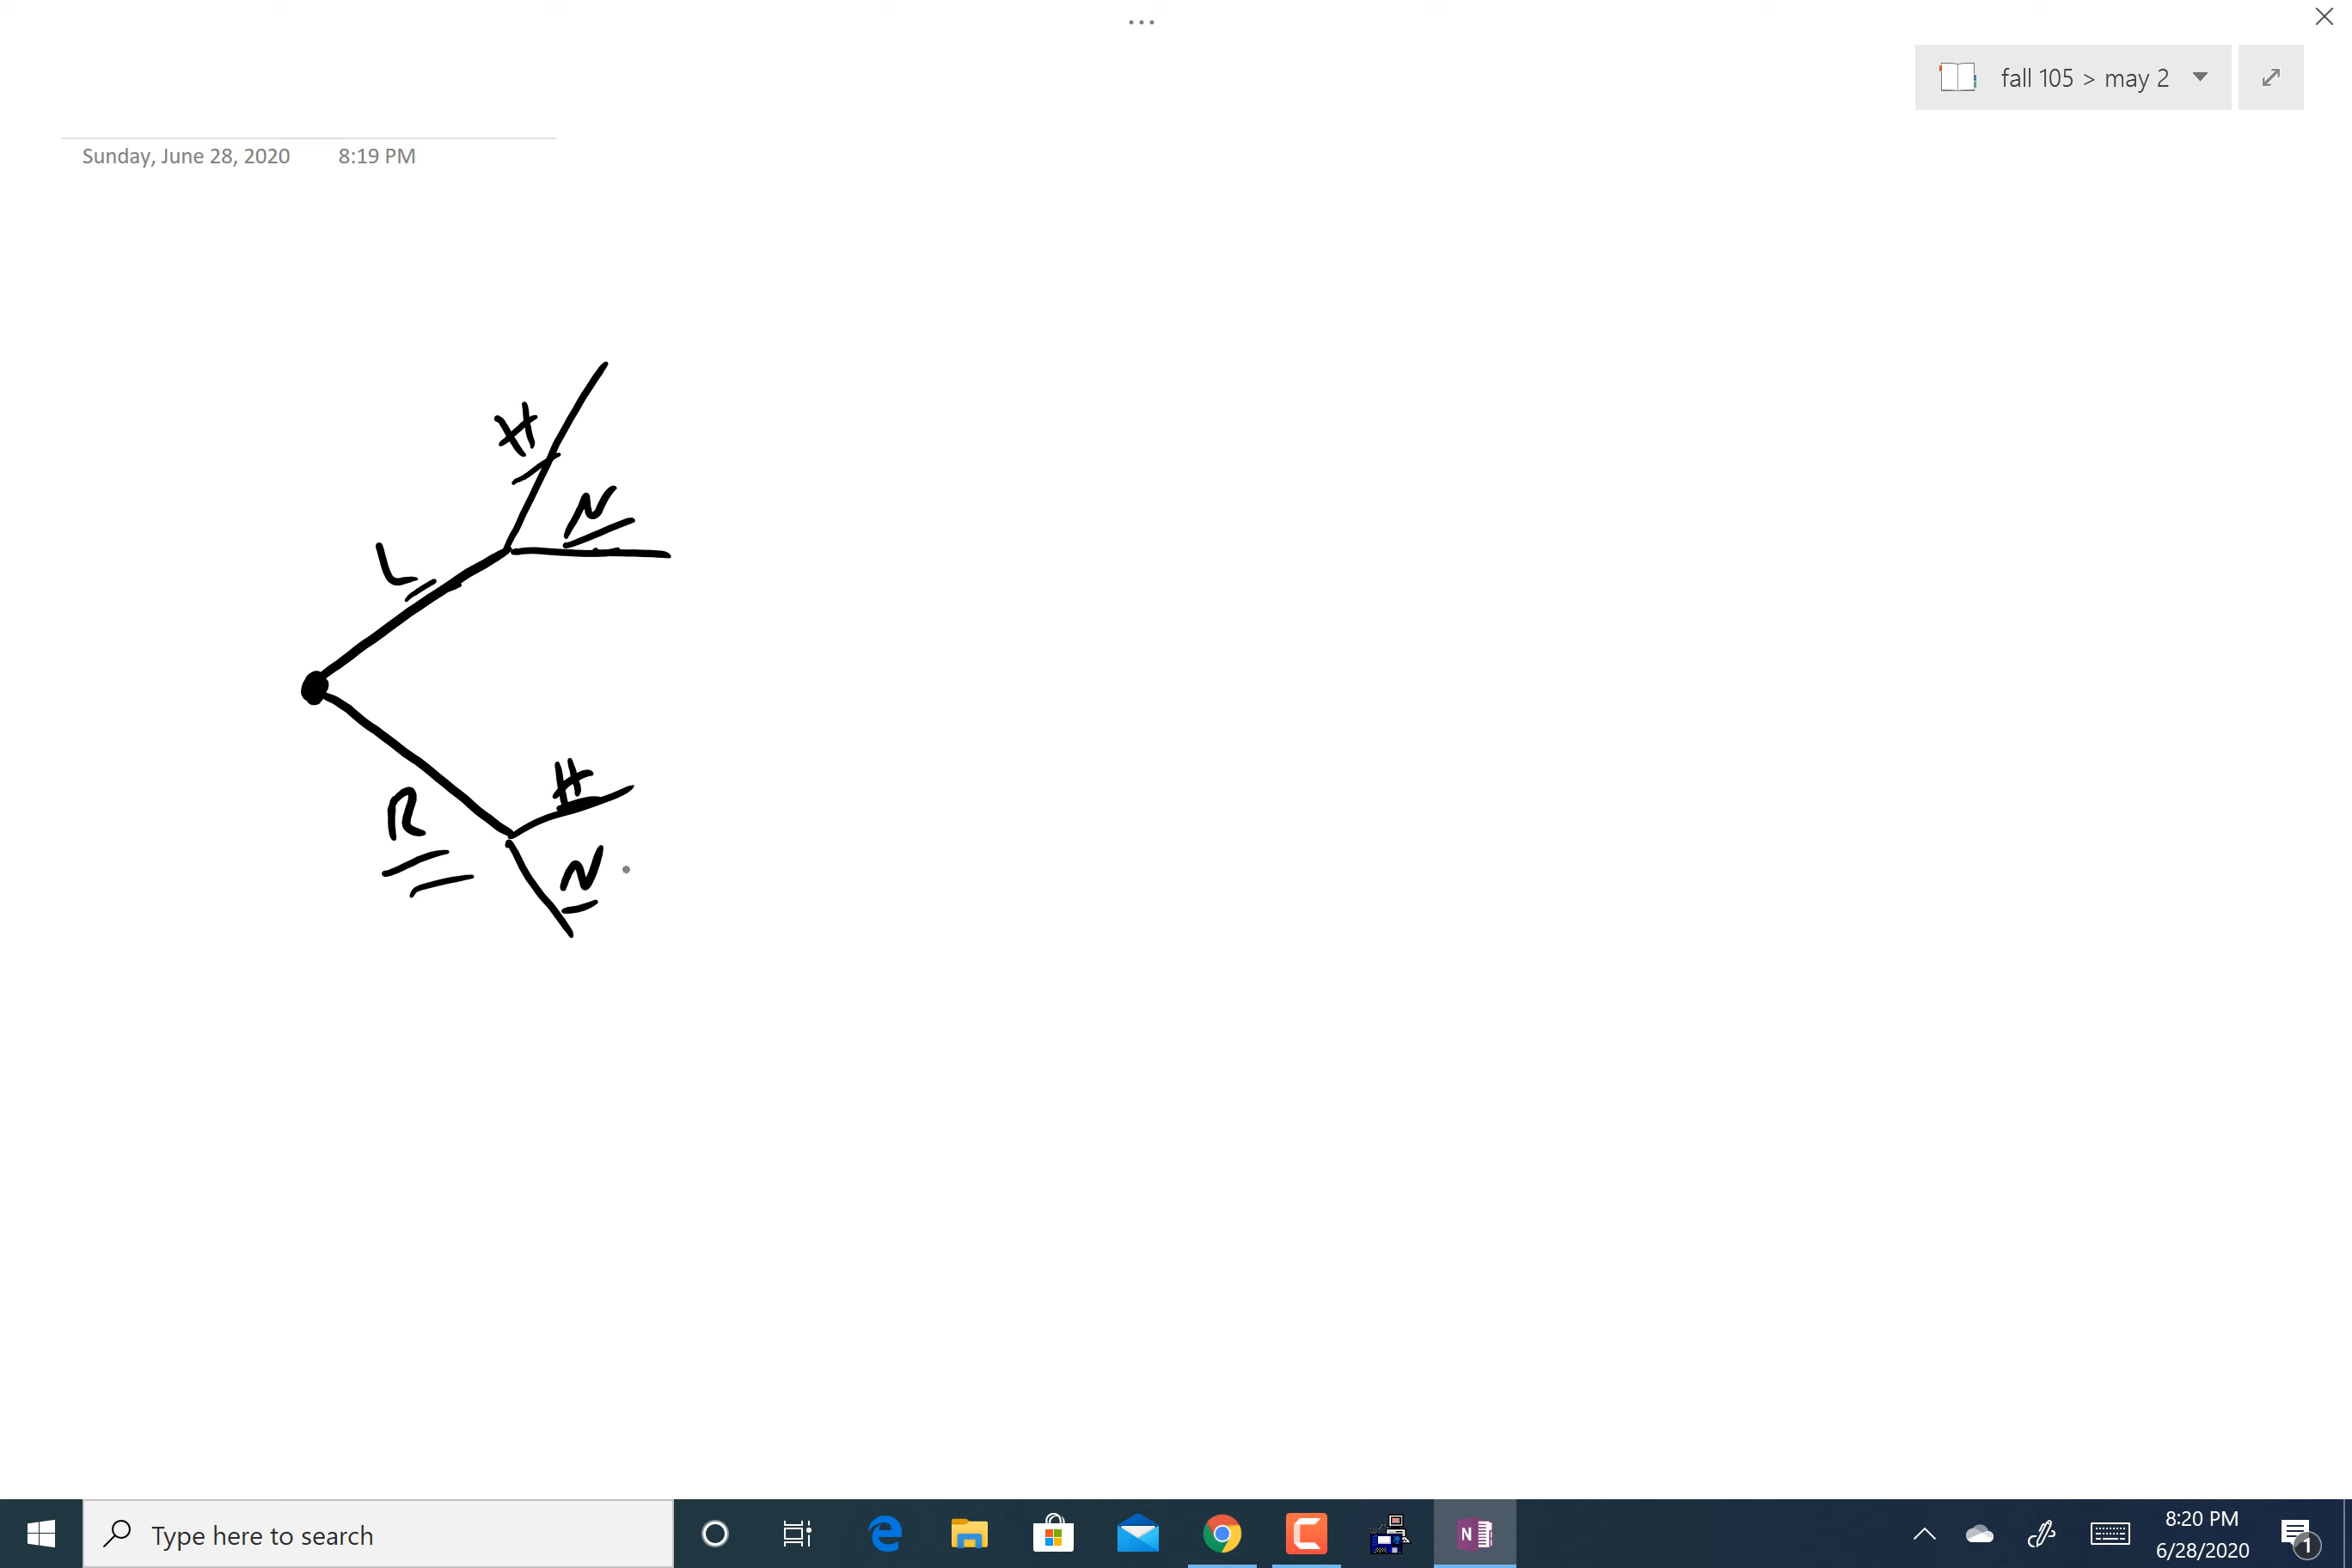 fall 105 > may 2
Sunday, June 28, 2020 8:19 PM
H
N
L
H
R
N
Type here to search
N
8:20 PM
6/28/2020
1